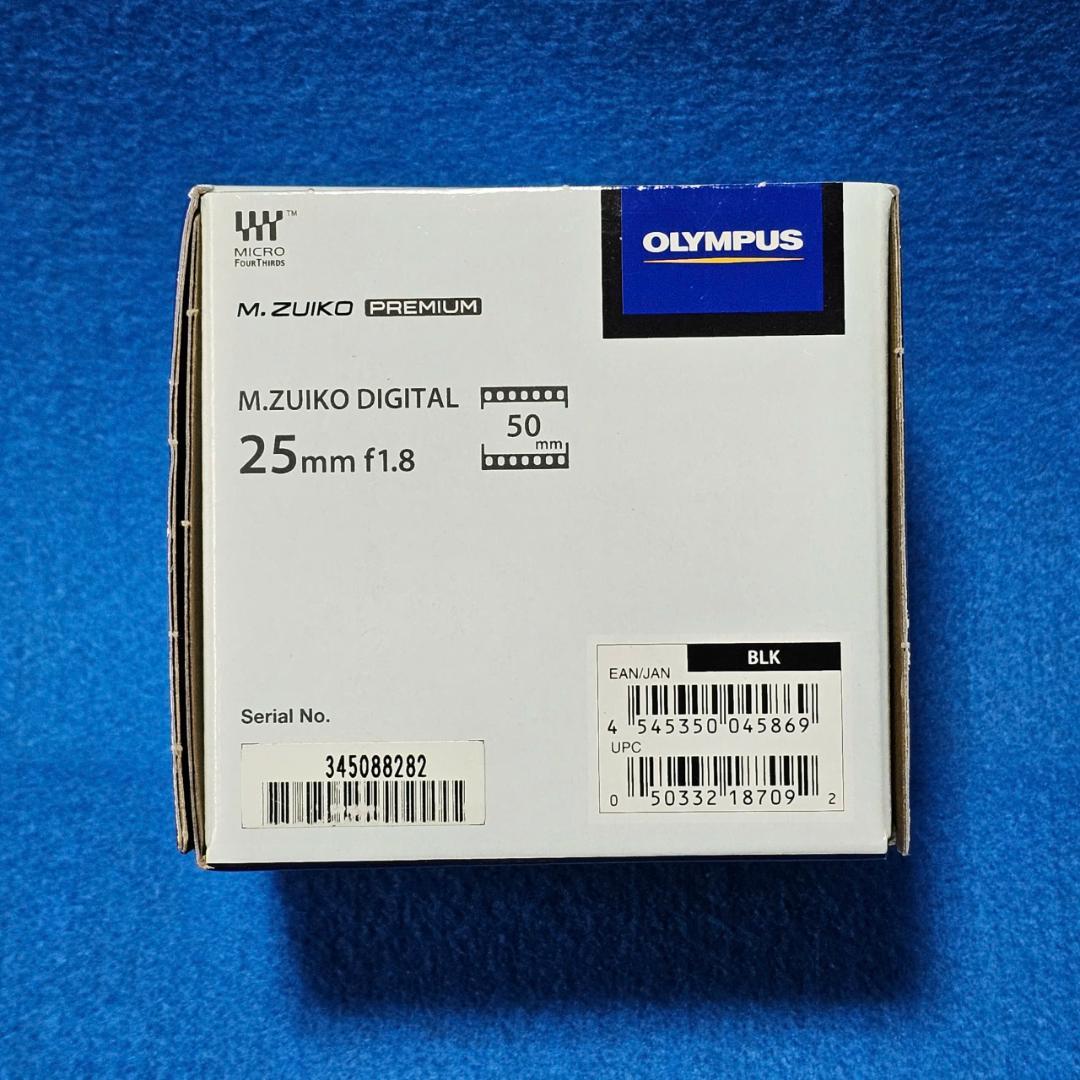 ™
MICRO
FOURTHIRDS
OLYMPUS
M.ZUIKO PREMIUM
M.ZUIKO DIGITAL
25mm f1.8
50
mm
BLK
EAN/JAN
4 545350 045869
UPC
0 50332 18709 2
Serial No.
345088282